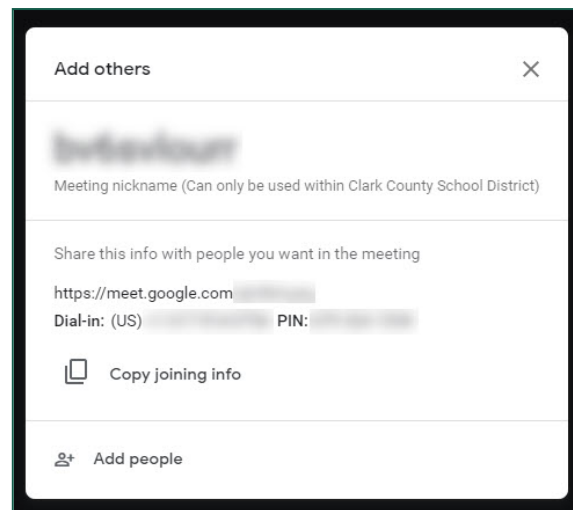 Add others
Meeting nickname (Can only be used within Clark County School District)
Share this info with people you want in the meeting
https://meet.google.com
Dial-in: (US) PIN:
Copy joining info
Add people